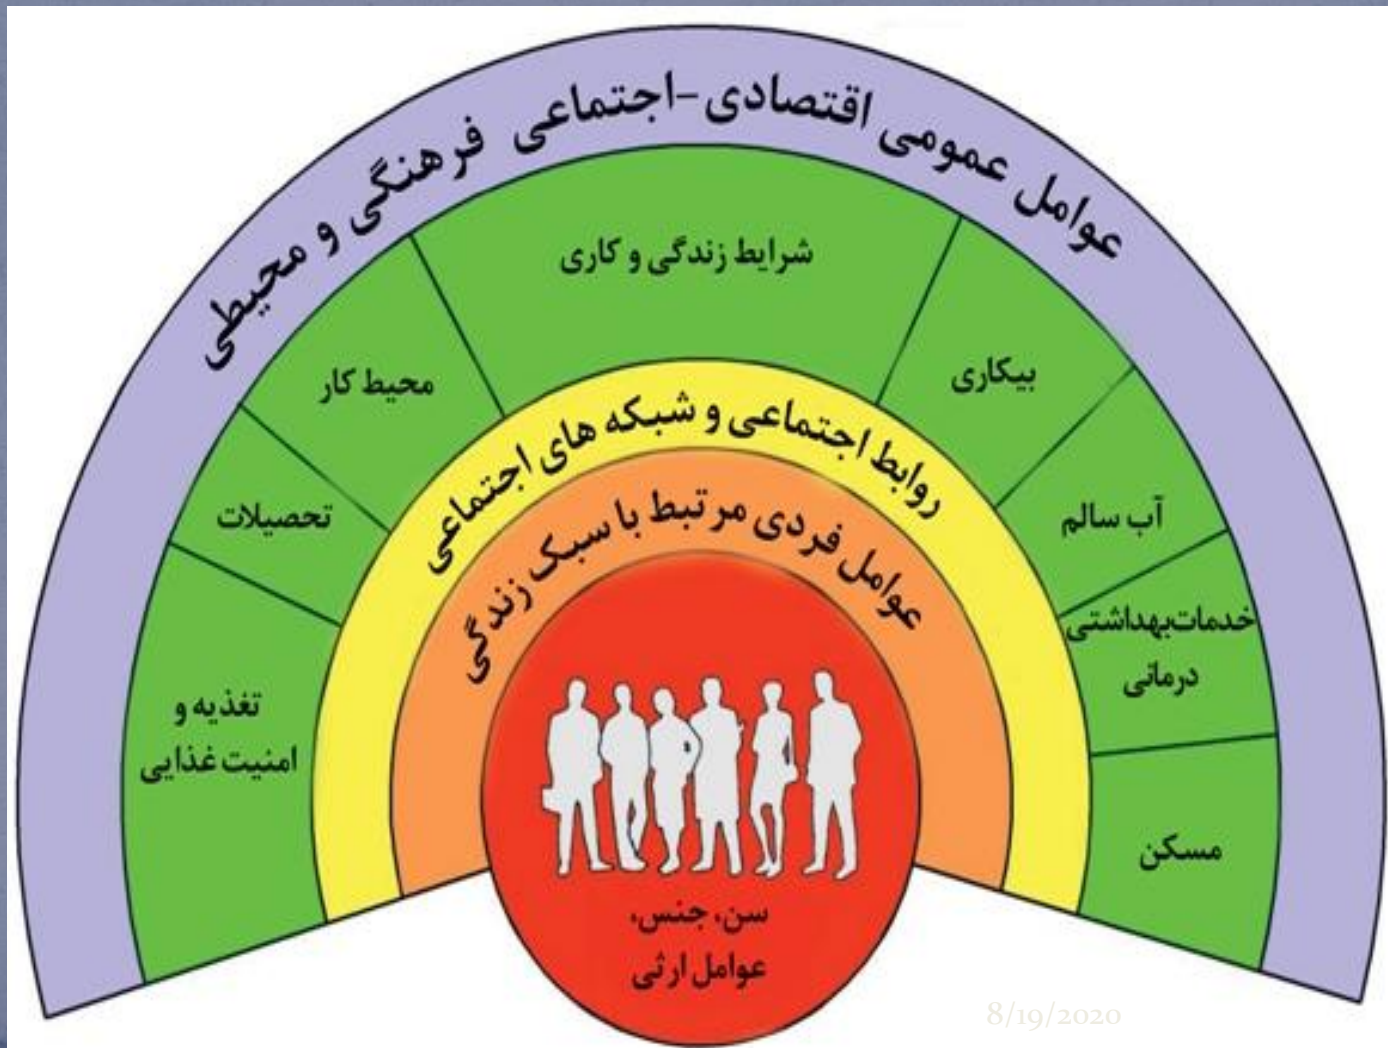 عوامل عمومی اقتصادی-اجتماعی فرهنگی و محیطی
شرایط زندگی و کاری
بیکاری
محیط کار
آب سالم
تحصیلات
خدمات‌بهداشتی
درمانی
تغذیه و
امنیت غذایی
مسکن
روابط اجتماعی و شبکه های اجتماعی
عوامل فردی مرتبط با سبک زندگی
سن، جنس،
عوامل ارثی
8/19/2020